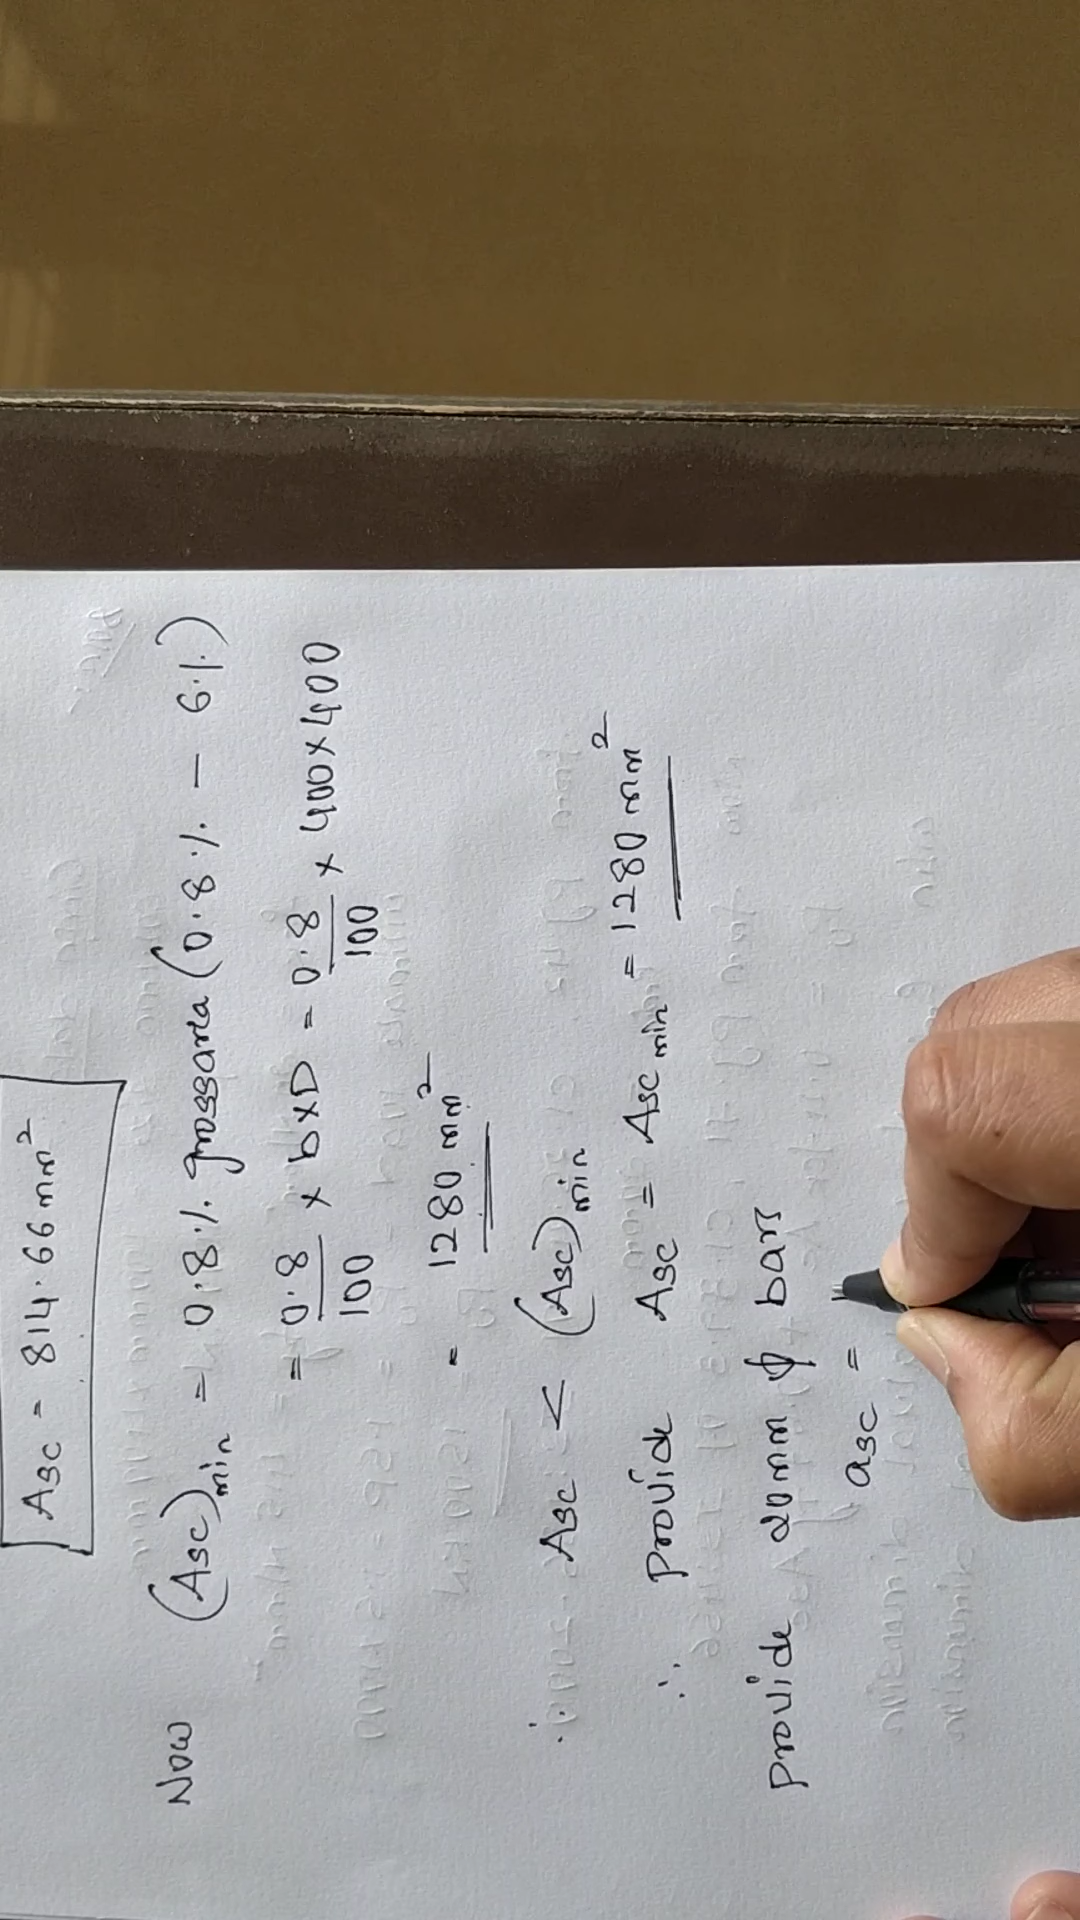 Asc = 814.66 mm²
Now (Asc)min = 0.8% grossarea (0.8% - 6%)
= 0.8/100 × b×D = 0.8/100 × 400×400
= 1280 mm²
∴ Asc < (Asc)min
∴ provide Asc = Asc min = 1280 mm²
provide 20mm ϕ bars
asc =